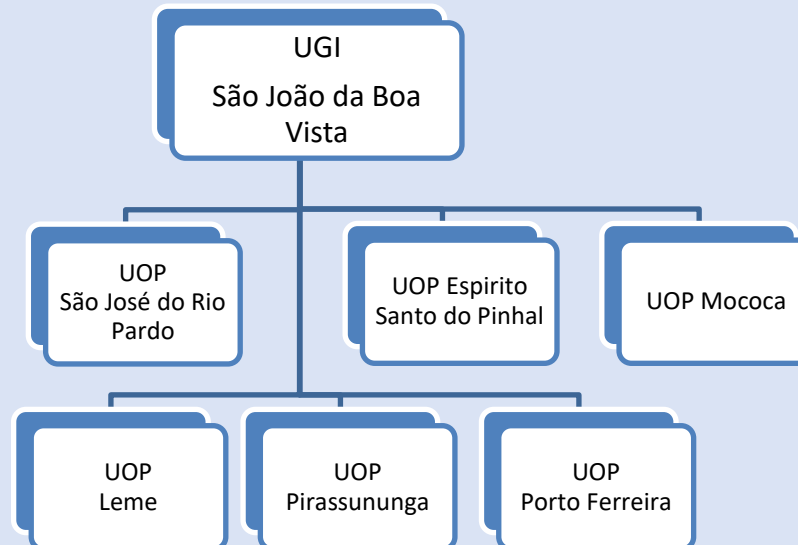 UGI
São João da Boa
Vista
UOP
São José do Rio
Pardo
UOP Espirito
Santo do Pinhal
UOP Mococa
UOP
Leme
UOP
Pirassununga
UOP
Porto Ferreira